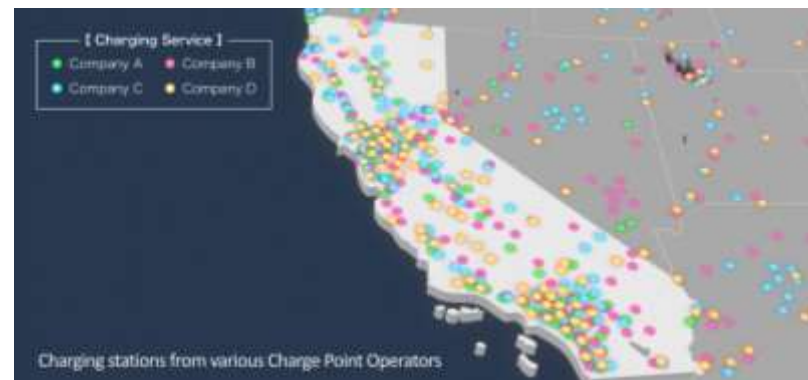 [ Charging Service ]
Company A Company B
Company C Company D
Charging stations from various Charge Point Operators